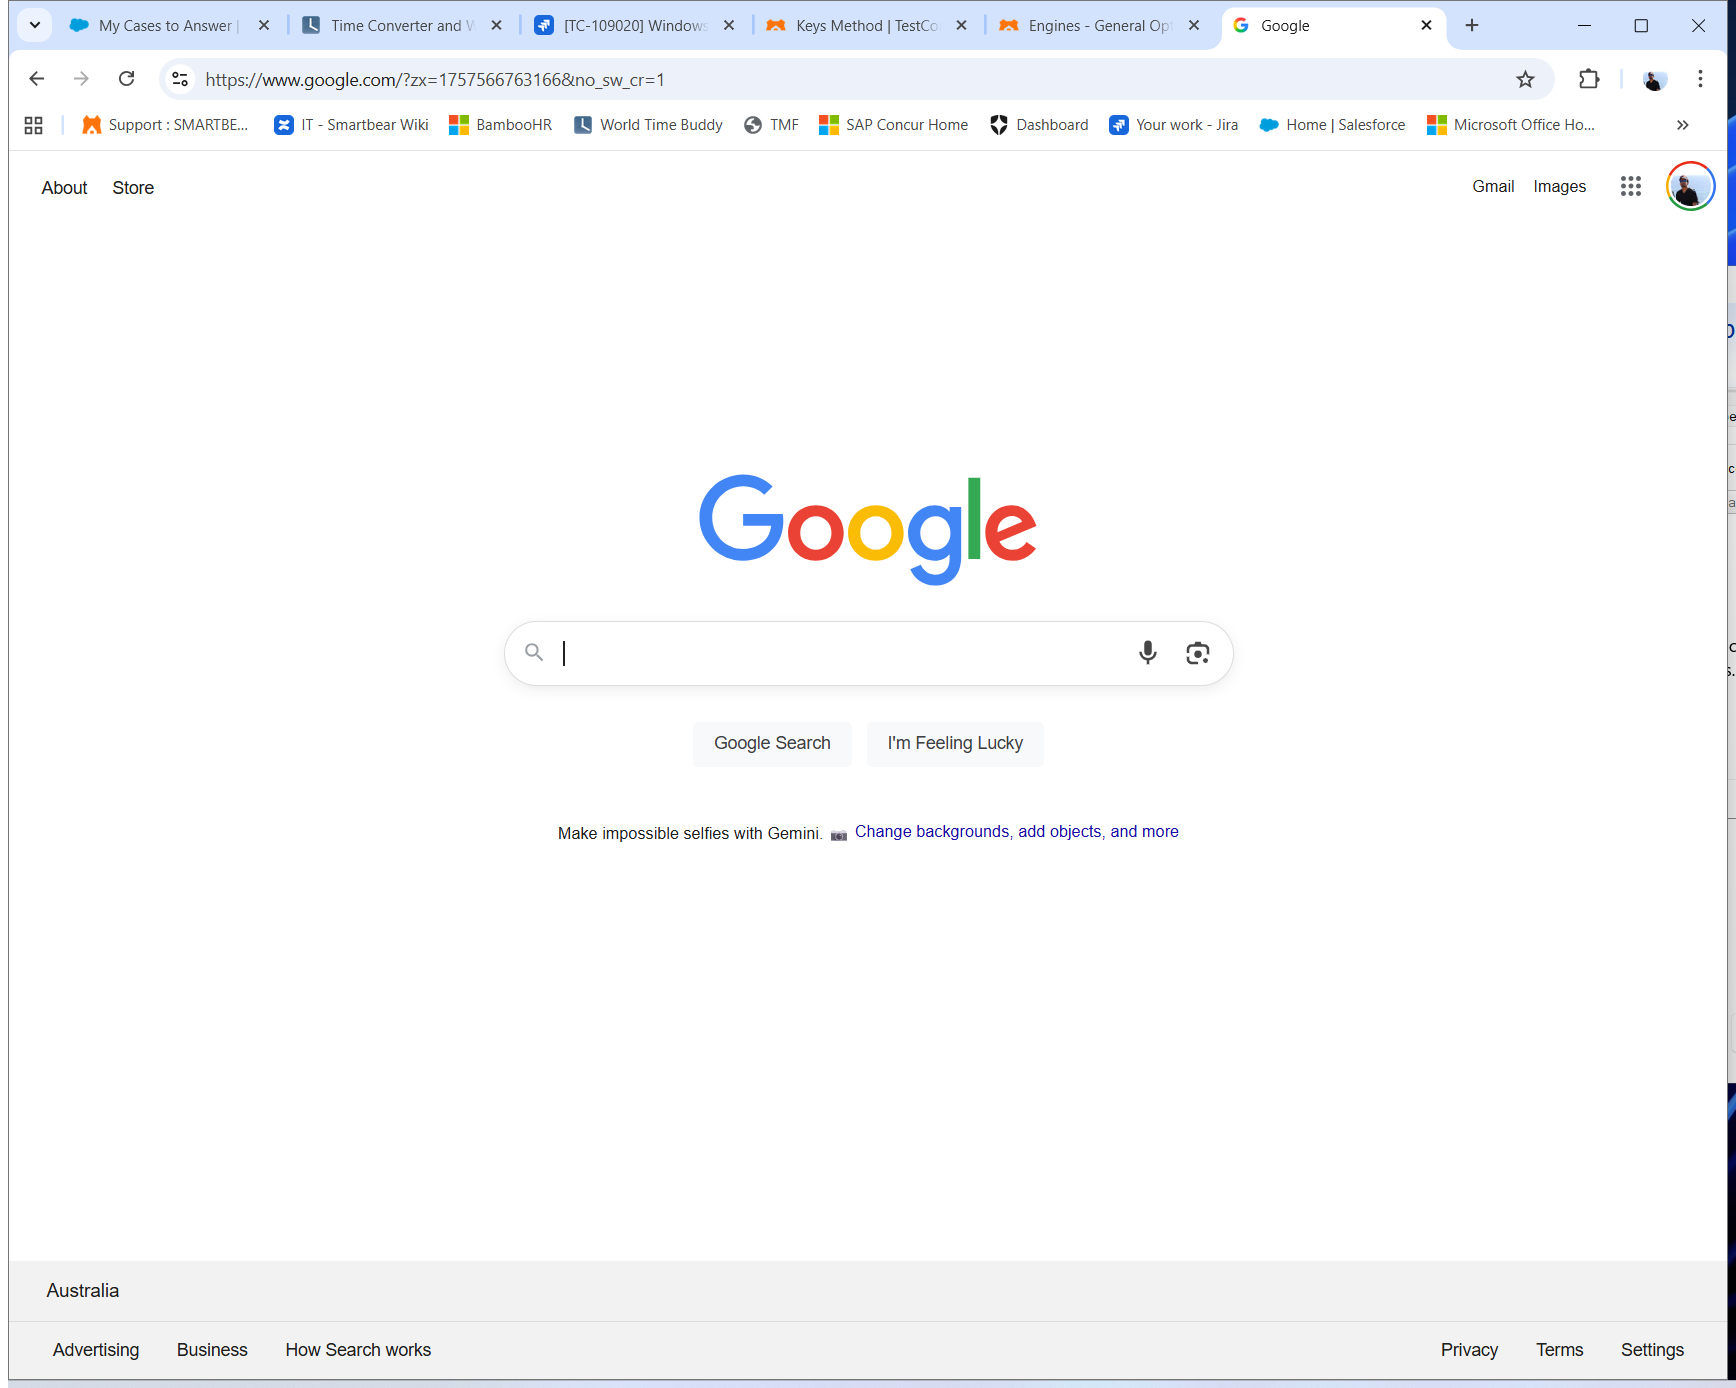 My Cases to Answer |
Time Converter and W
[TC-109020] Windows
Keys Method | TestCo
Engines - General Opt
Google
https://www.google.com/?zx=1757566763166&no_sw_cr=1
Support : SMARTBE...
IT - Smartbear Wiki
BambooHR
World Time Buddy
TMF
SAP Concur Home
Dashboard
Your work - Jira
Home | Salesforce
Microsoft Office Ho...
About Store
Gmail Images
Google
Google Search
I'm Feeling Lucky
Make impossible selfies with Gemini. Change backgrounds, add objects, and more
Australia
Advertising Business How Search works
Privacy Terms Settings